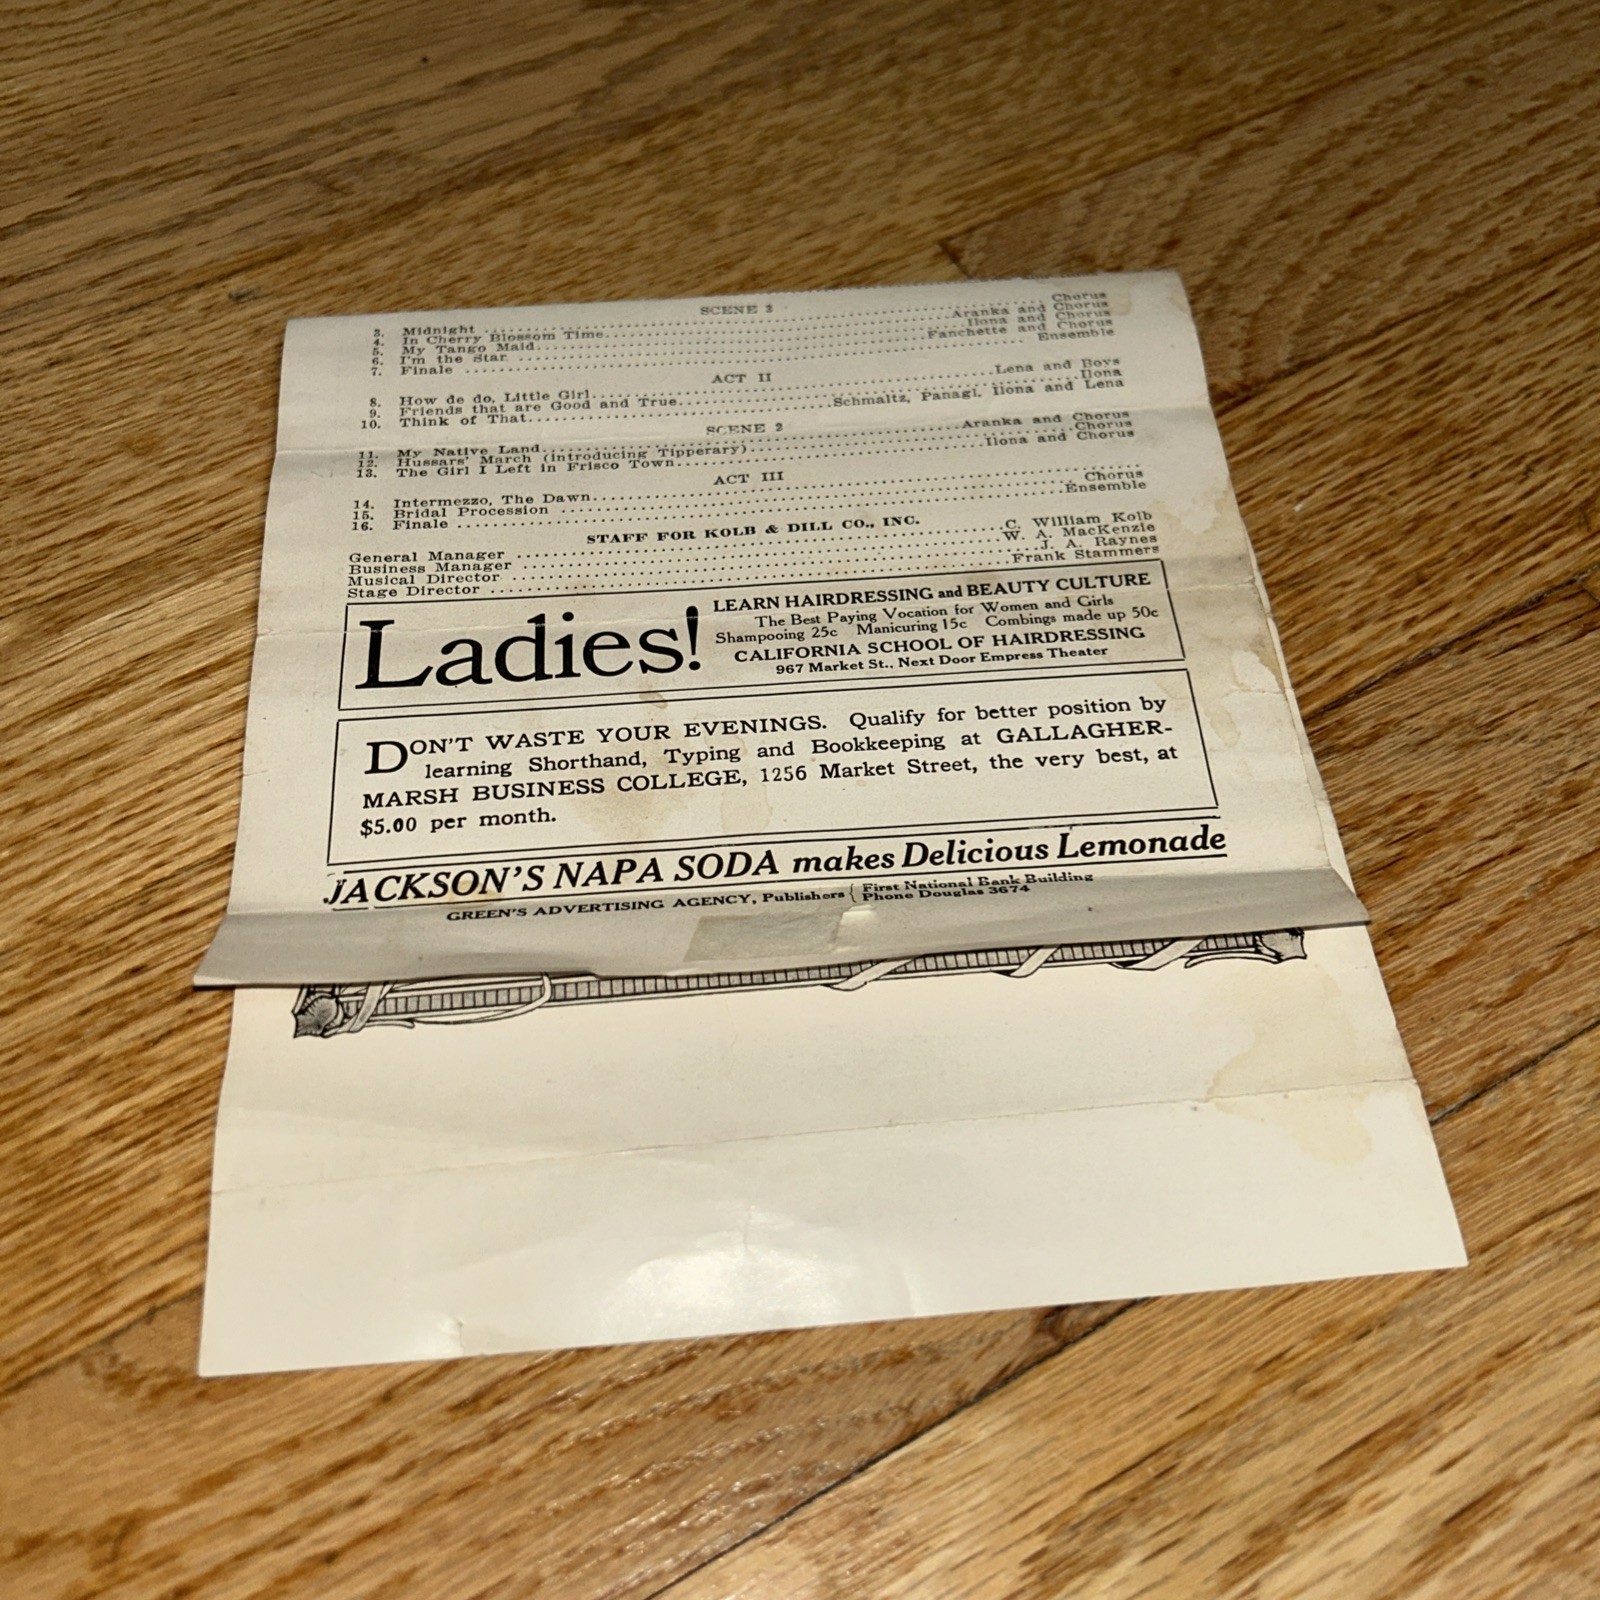 SCENE 3
3. Midnight ........ Chorus
4. In Cherry Blossom Time........ Aranka and Chorus
5. My Tango Maid........ Ilona and Chorus
6. I'm the Star ........ Fanchette and Chorus
7. Finale ........ Ensemble
ACT II
8. How de do, Little Girl........ Lena and Boys
9. Friends that are Good and True........ Ilona
10. Think of That........ Schmaltz, Panagl, Ilona and Lena
SCENE 2
11. My Native Land........ Aranka and Chorus
12. Hussars' March (introducing Tipperary)........ Chorus
13. The Girl I Left in Frisco Town........ Ilona and Chorus
ACT III
14. Intermezzo, The Dawn........
15. Bridal Procession ........ Chorus
16. Finale ........ Ensemble
STAFF FOR KOLB & DILL CO., INC.
General Manager ........ C. William Kolb
Business Manager ........ W. A. MacKenzie
Musical Director ........ J. A. Raynes
Stage Director ........ Frank Stammers
Ladies!
LEARN HAIRDRESSING and BEAUTY CULTURE
The Best Paying Vocation for Women and Girls
Shampooing 25c Manicuring 15c Combings made up 50c
CALIFORNIA SCHOOL OF HAIRDRESSING
967 Market St., Next Door Empress Theater
DON'T WASTE YOUR EVENINGS. Qualify for better position by
learning Shorthand, Typing and Bookkeeping at GALLAGHER-
MARSH BUSINESS COLLEGE, 1256 Market Street, the very best, at
$5.00 per month.
JACKSON'S NAPA SODA makes Delicious Lemonade
GREEN'S ADVERTISING AGENCY, Publishers { First National Bank Building
Phone Douglas 3674